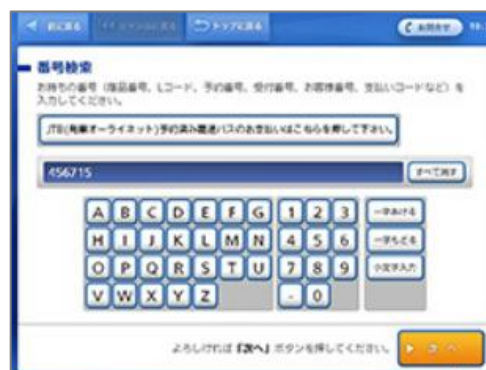 前に戻る
トップに戻る
お問合せ
番号検索
お持ちの番号（商品番号、Lコード、予約番号、受付番号、お客様番号、支払いコードなど）を
入力してください。
JTB(発車オーライネット)予約済み高速バスのお支払いはこちらを押して下さい。
456715
すべて消す
A B C D E F G 1 2 3 一字あける
H I J K L M N 4 5 6 一字もどる
O P Q R S T U 7 8 9 小文字入力
V W X Y Z - 0
よろしければ「次へ」ボタンを押してください。
次へ